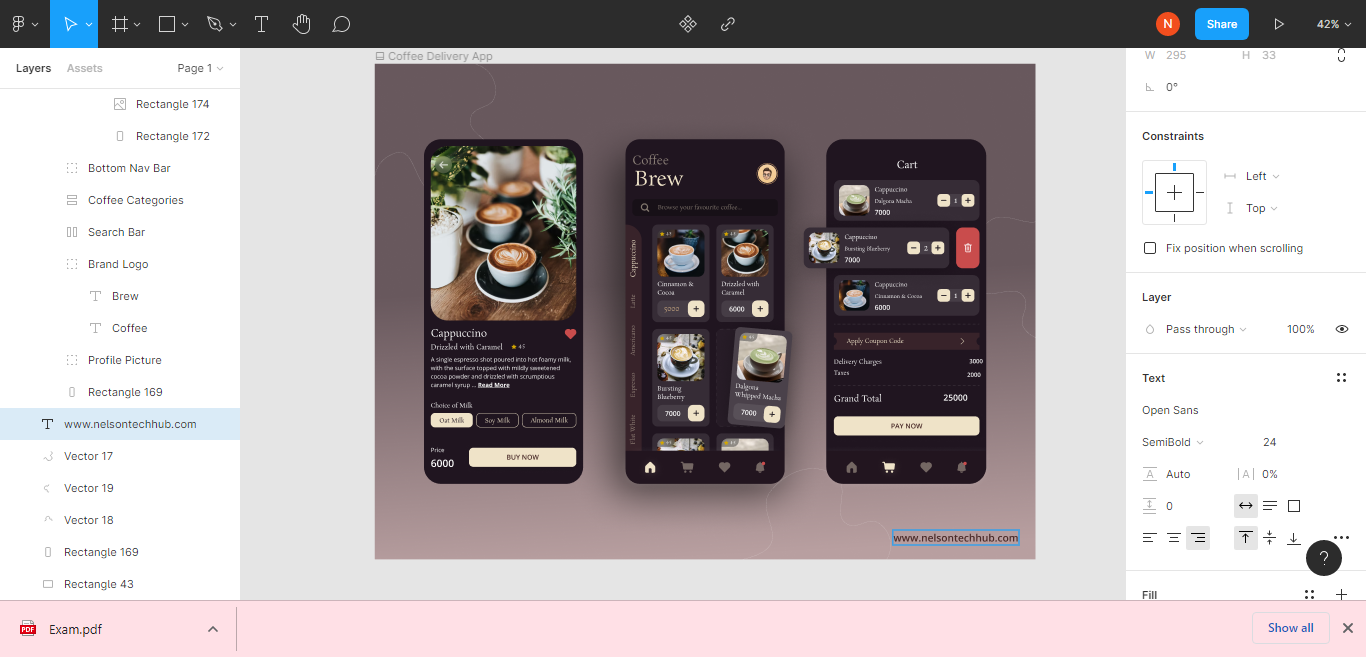 N
Share
42%
Layers
Assets
Page 1
Rectangle 174
Rectangle 172
Bottom Nav Bar
Coffee Categories
Search Bar
Brand Logo
Brew
Coffee
Profile Picture
Rectangle 169
www.nelsontechhub.com
Vector 17
Vector 19
Vector 18
Rectangle 169
Rectangle 43
Coffee Delivery App
Cappuccino
Drizzled with Caramel
4.5
A single espresso shot poured into hot foamy milk,
with the surface topped with mildly sweetened
cocoa powder and drizzled with scrumptious
caramel syrup ... Read More
Choice of Milk
Oat Milk
Soy Milk
Almond Milk
Price
6000
BUY NOW
Coffee
Brew
Browse your favourite coffee...
Cappuccino
Latte
Americano
Espresso
Flat White
4.5
Cinnamon &
Cocoa
5000
+
4.5
Drizzled with
Caramel
6000
+
4.5
Bursting
Blueberry
7000
+
4.5
Dalgona
Whipped Macha
7000
+
4.5
4.5
Cart
Cappuccino
Dalgona Macha
7000
− 1 +
Cappuccino
Bursting Blueberry
7000
− 2 +
Cappuccino
Cinnamon & Cocoa
6000
− 1 +
Apply Coupon Code
Delivery Charges 3000
Taxes 2000
Grand Total 25000
PAY NOW
www.nelsontechhub.com
W 295
H 33
0°
Constraints
Left
Top
Fix position when scrolling
Layer
Pass through
100%
Text
Open Sans
SemiBold
24
A Auto
|A| 0%
0
?
Fill
PDF
Exam.pdf
Show all